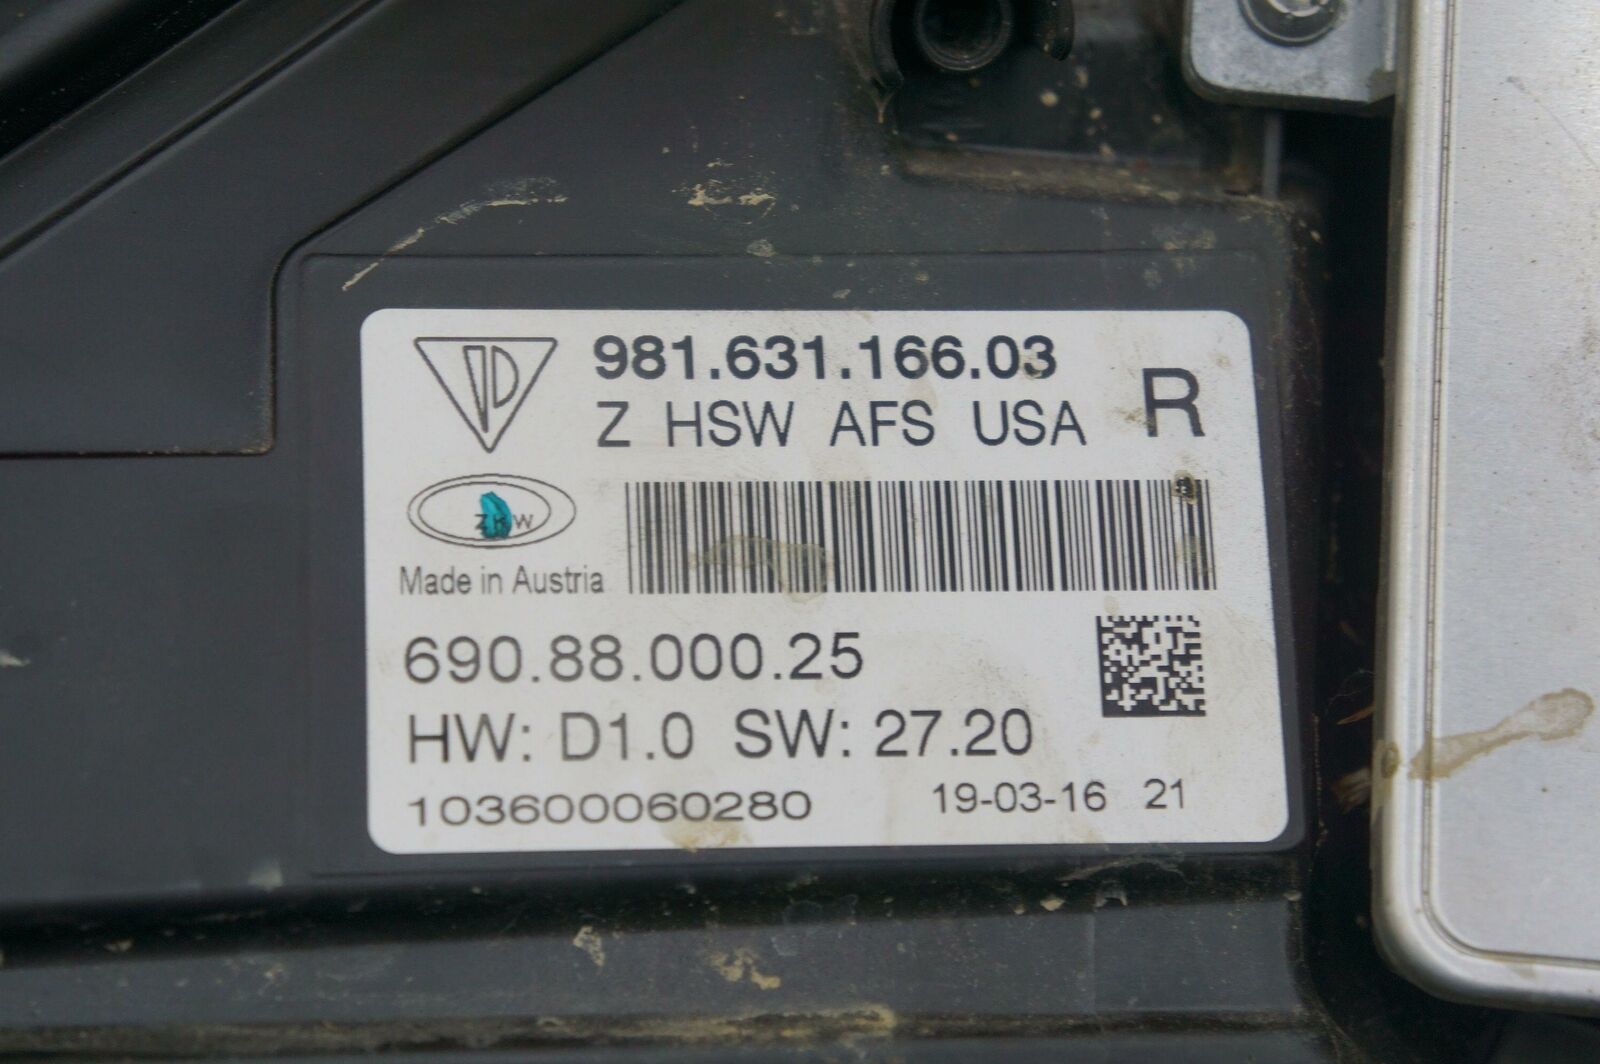 981.631.166.03
Z HSW AFS USA R
ZKW
Made in Austria
690.88.000.25
HW: D1.0 SW: 27.20
103600060280 19-03-16 21